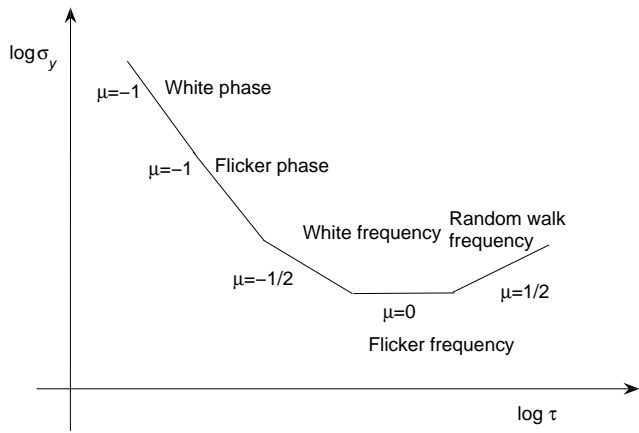 log σy
μ=−1
White phase
μ=−1
Flicker phase
White frequency
Random walk
frequency
μ=−1/2
μ=0
μ=1/2
Flicker frequency
log τ